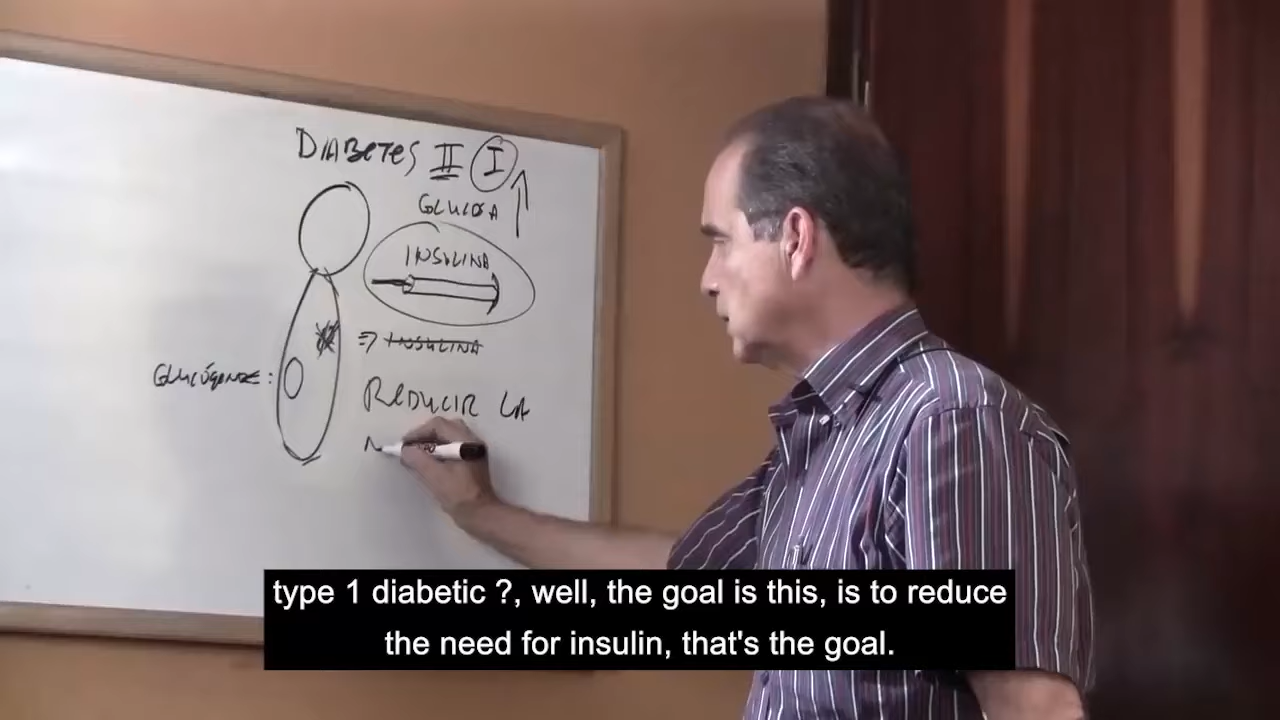 DIABETES II I
GLUCOSA
INSULINA
⇒ INSULINA
GLUCÓGENO:
REDUCIR LA
N
type 1 diabetic ?, well, the goal is this, is to reduce
the need for insulin, that's the goal.